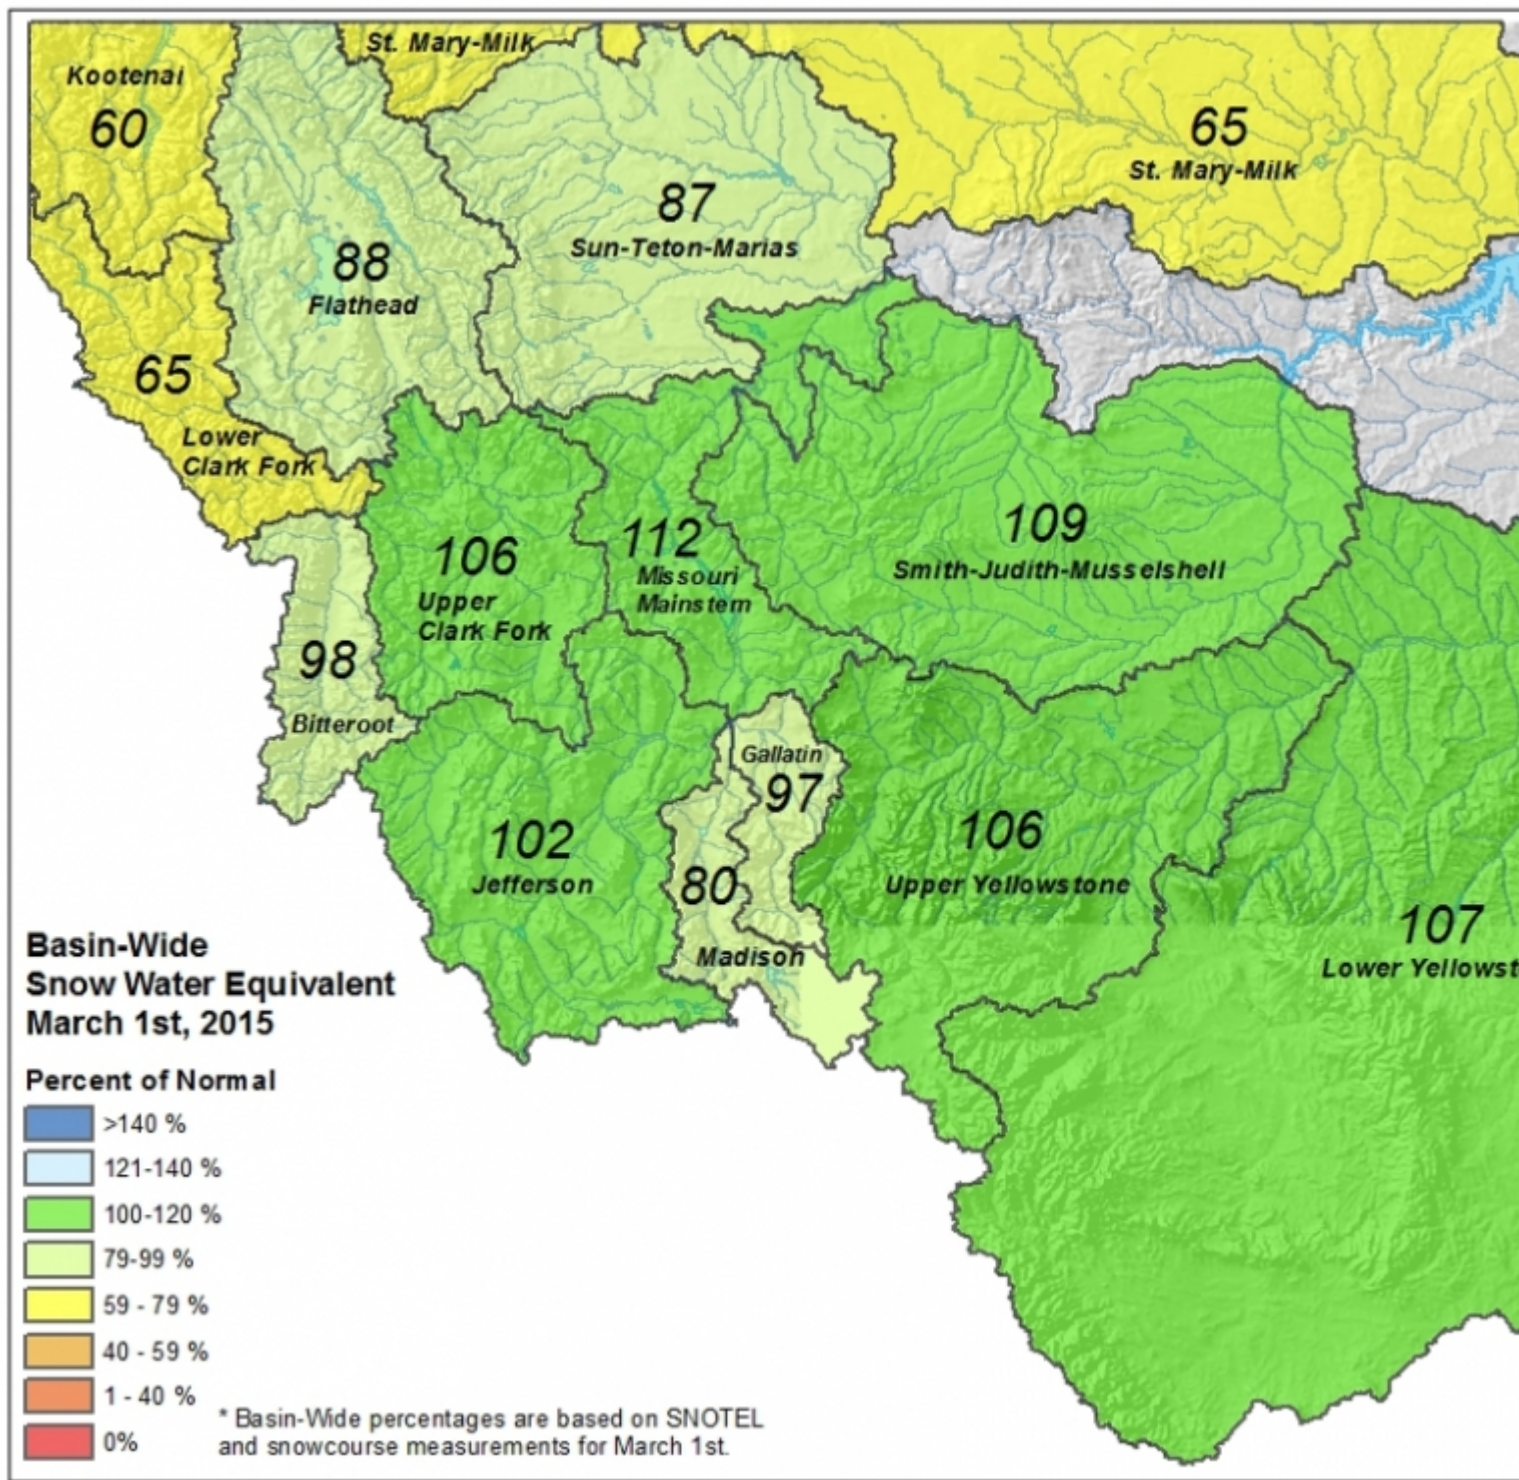 Kootenai
60
St. Mary-Milk
65
St. Mary-Milk
87
Sun-Teton-Marias
88
Flathead
65
Lower
Clark Fork
106
Upper
Clark Fork
112
Missouri
Mainstem
109
Smith-Judith-Musselshell
98
Bitteroot
Gallatin
97
102
Jefferson
80
Madison
106
Upper Yellowstone
107
Lower Yellowst
Basin-Wide
Snow Water Equivalent
March 1st, 2015
Percent of Normal
>140 %
121-140 %
100-120 %
79-99 %
59 - 79 %
40 - 59 %
1 - 40 %
0%
* Basin-Wide percentages are based on SNOTEL
and snowcourse measurements for March 1st.